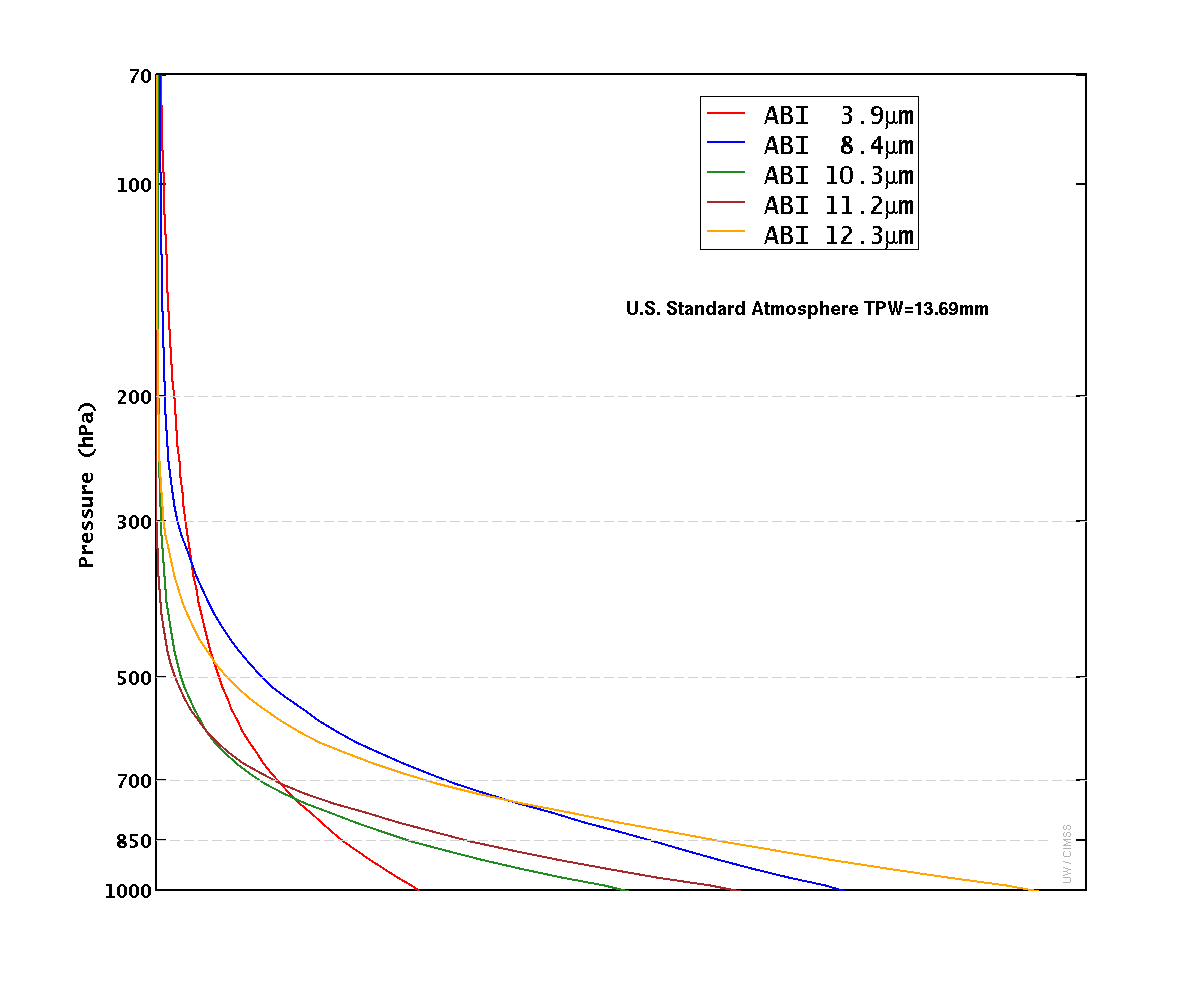 70
ABI 3.9μm
ABI 8.4μm
ABI 10.3μm
ABI 11.2μm
ABI 12.3μm
100
U.S. Standard Atmosphere TPW=13.69mm
200
Pressure (hPa)
300
500
700
850
1000
UW / CIMSS